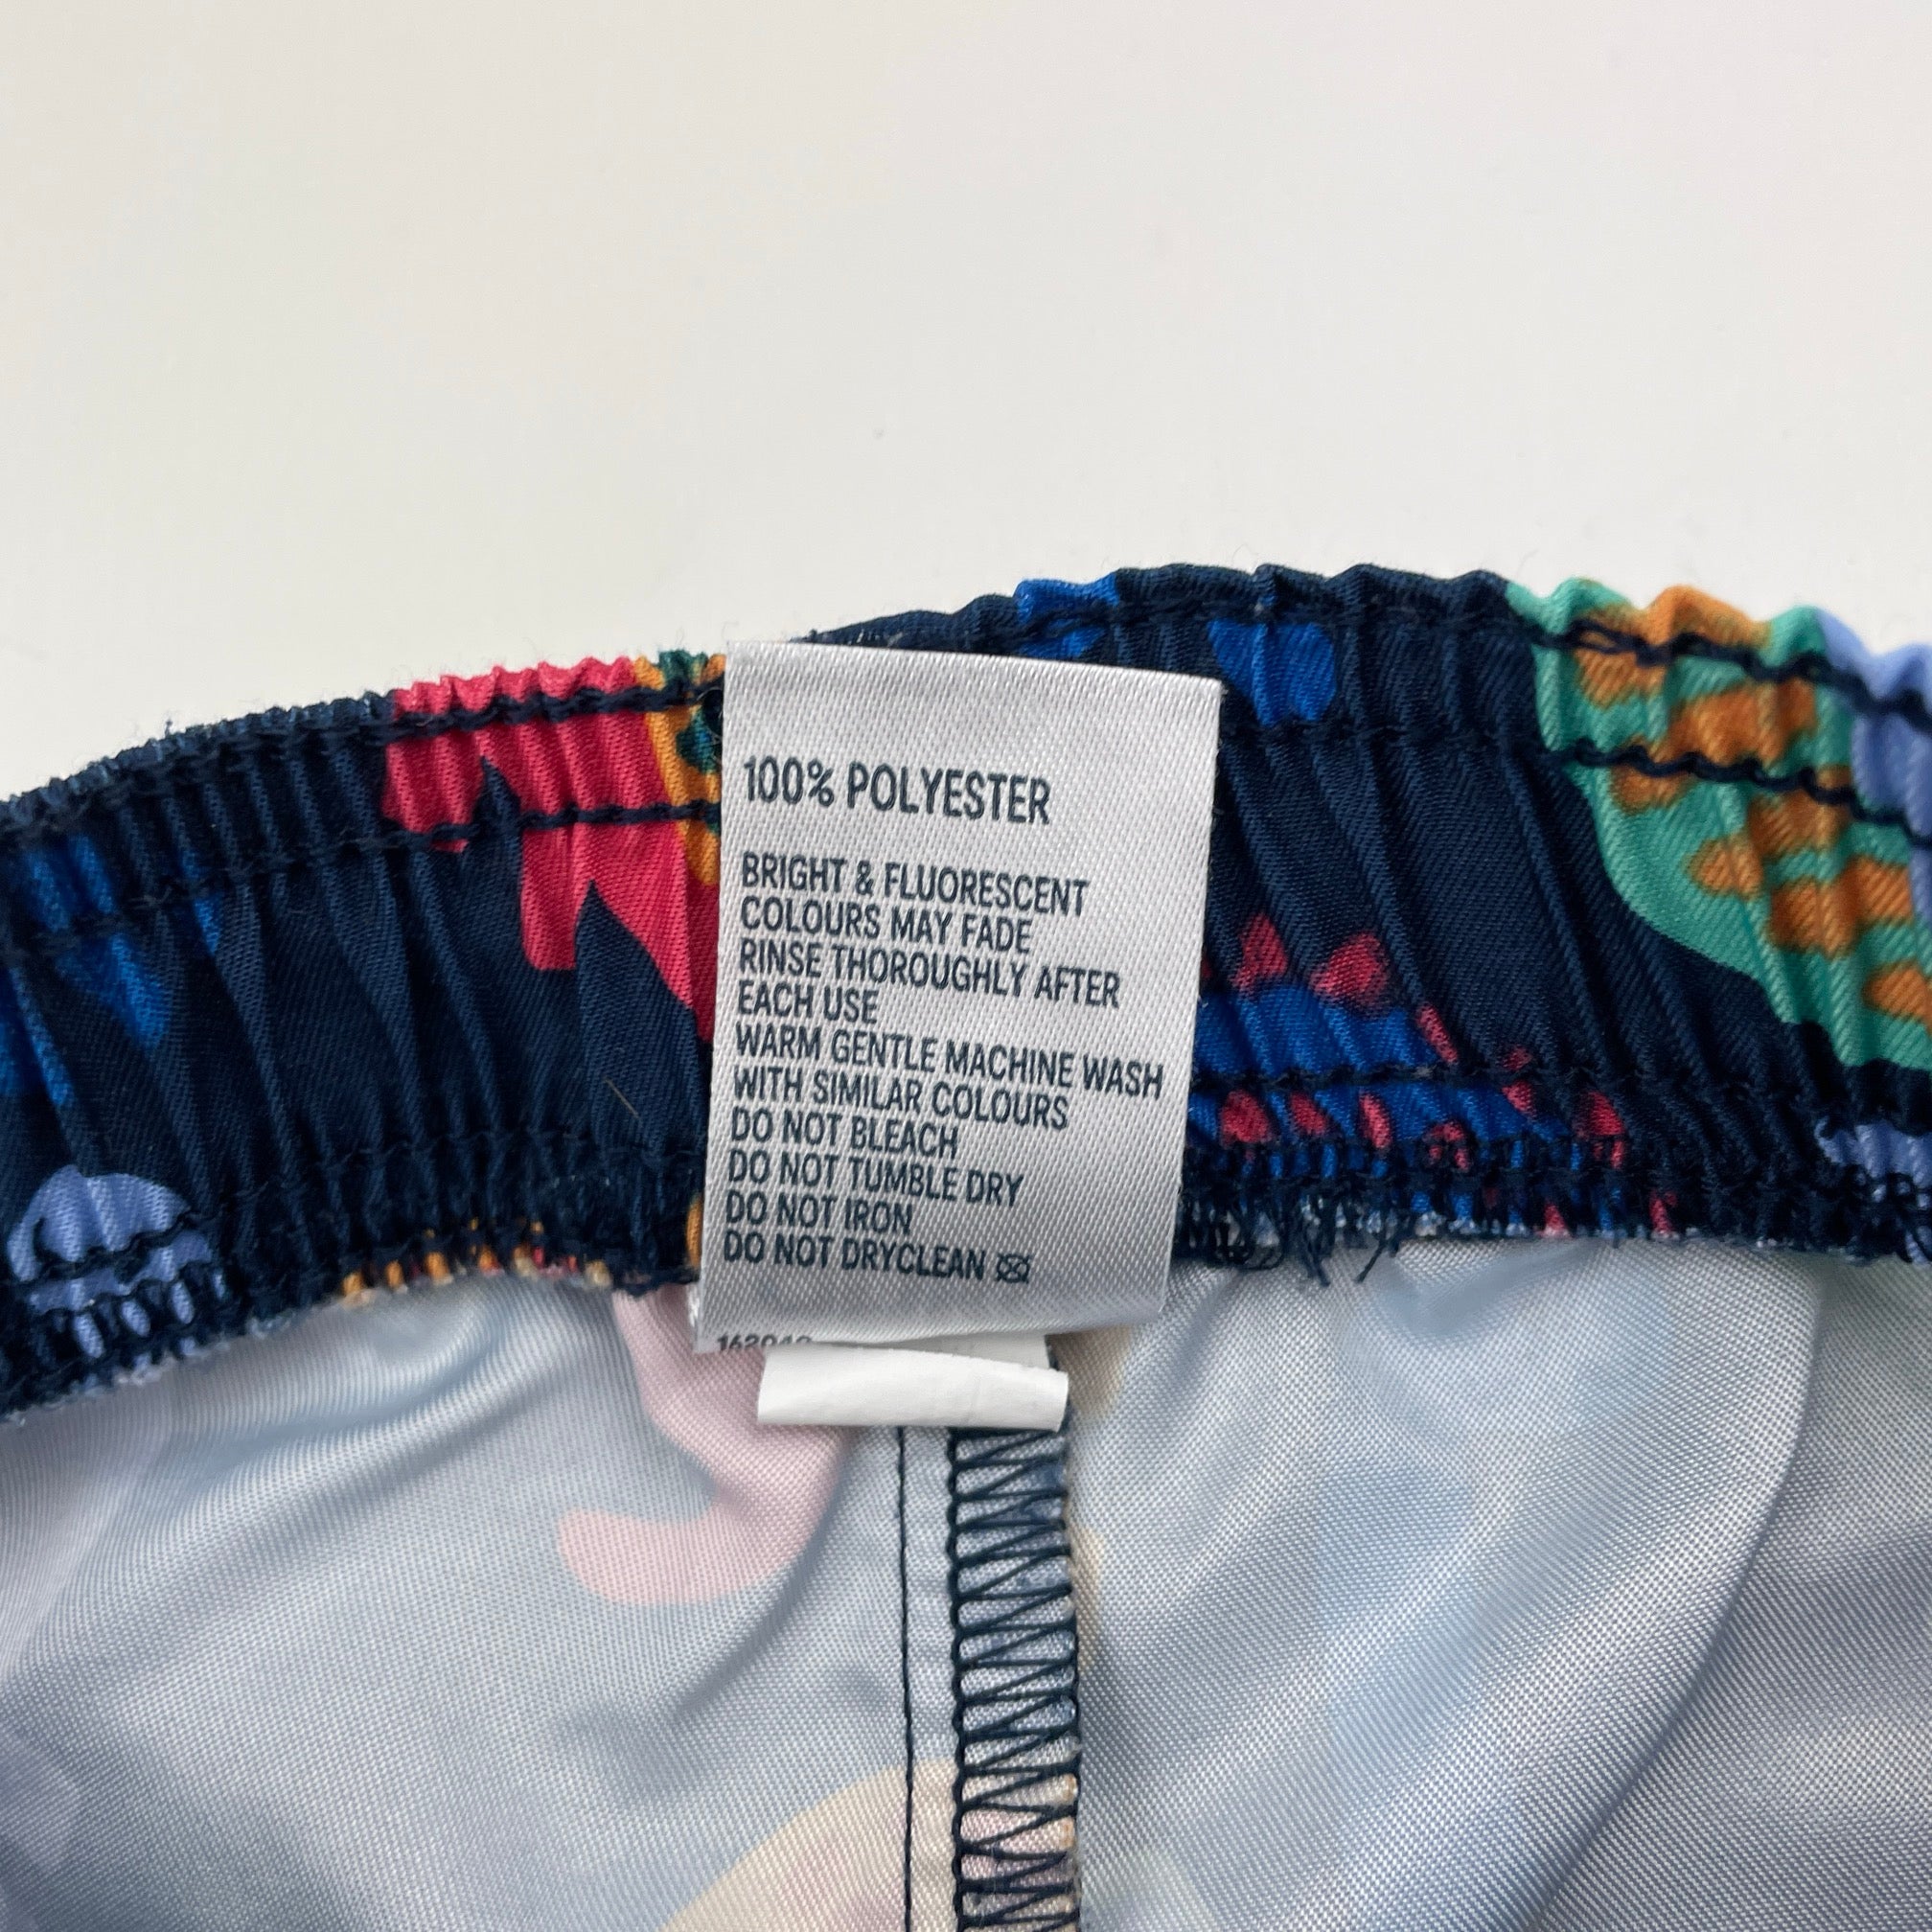 100% POLYESTER
BRIGHT & FLUORESCENT
COLOURS MAY FADE
RINSE THOROUGHLY AFTER
EACH USE
WARM GENTLE MACHINE WASH
WITH SIMILAR COLOURS
DO NOT BLEACH
DO NOT TUMBLE DRY
DO NOT IRON
DO NOT DRYCLEAN